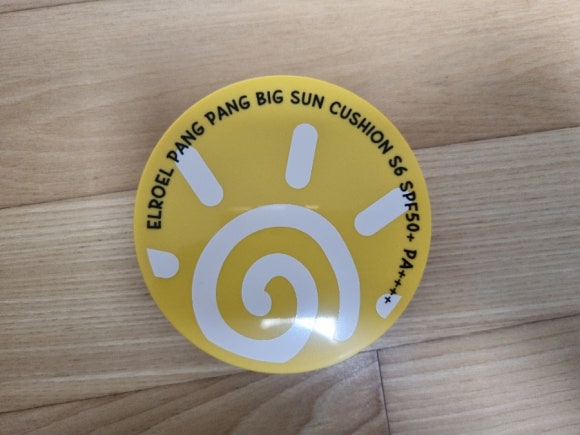 ELROEL PANG PANG BIG SUN CUSHION S6 SPF50+ PA++++